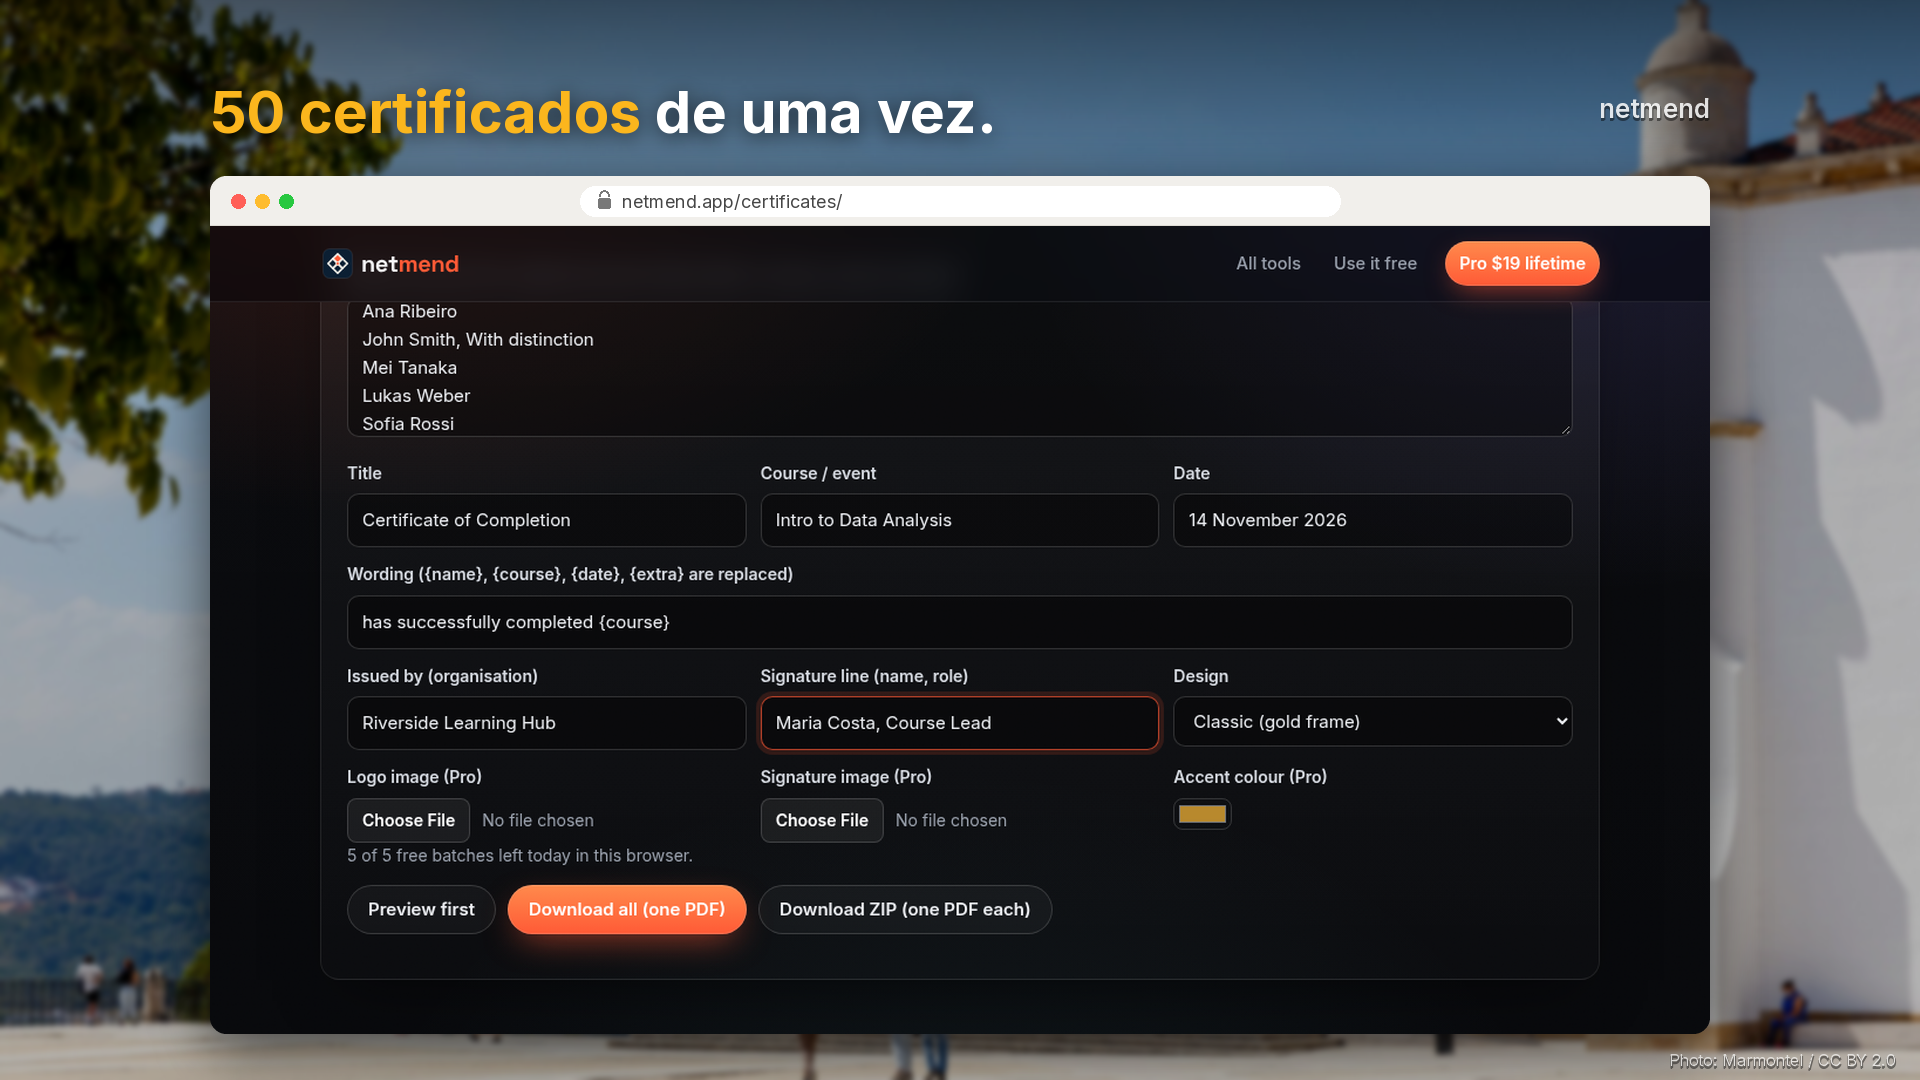 50 certificados de uma vez.
netmend
netmend.app/certificates/
netmend
All tools
Use it free
Pro $19 lifetime
Ana Ribeiro
John Smith, With distinction
Mei Tanaka
Lukas Weber
Sofia Rossi
Title
Course / event
Date
Certificate of Completion
Intro to Data Analysis
14 November 2026
Wording ({name}, {course}, {date}, {extra} are replaced)
has successfully completed {course}
Issued by (organisation)
Signature line (name, role)
Design
Riverside Learning Hub
Maria Costa, Course Lead
Classic (gold frame)
Logo image (Pro)
Signature image (Pro)
Accent colour (Pro)
Choose File No file chosen
Choose File No file chosen
5 of 5 free batches left today in this browser.
Preview first
Download all (one PDF)
Download ZIP (one PDF each)
Photo: Marmontel / CC BY 2.0